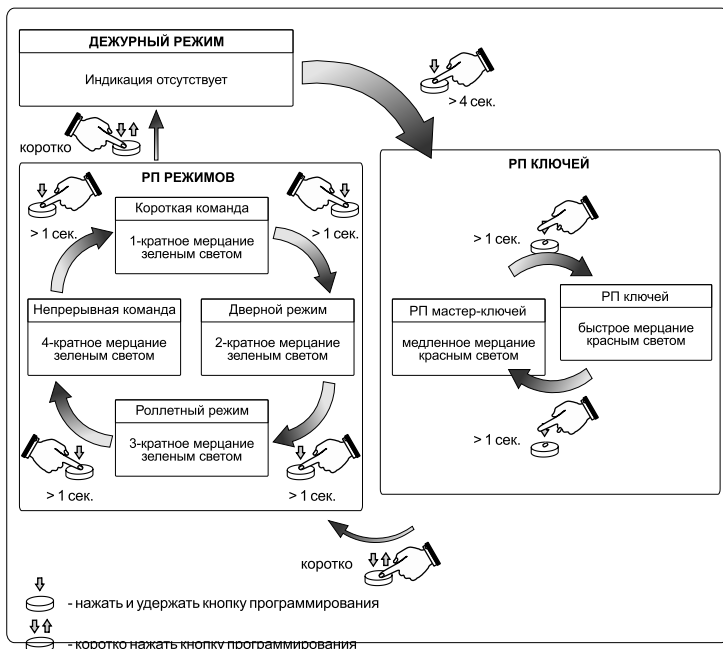 ДЕЖУРНЫЙ РЕЖИМ
Индикация отсутствует
> 4 сек.
коротко
РП РЕЖИМОВ
> 1 сек.
Короткая команда
1-кратное мерцание
зеленым светом
> 1 сек.
Непрерывная команда
4-кратное мерцание
зеленым светом
Дверной режим
2-кратное мерцание
зеленым светом
Роллетный режим
3-кратное мерцание
зеленым светом
> 1 сек.
> 1 сек.
РП КЛЮЧЕЙ
> 1 сек.
РП мастер-ключей
медленное мерцание
красным светом
РП ключей
быстрое мерцание
красным светом
> 1 сек.
коротко
- нажать и удержать кнопку программирования
- коротко нажать кнопку программирования